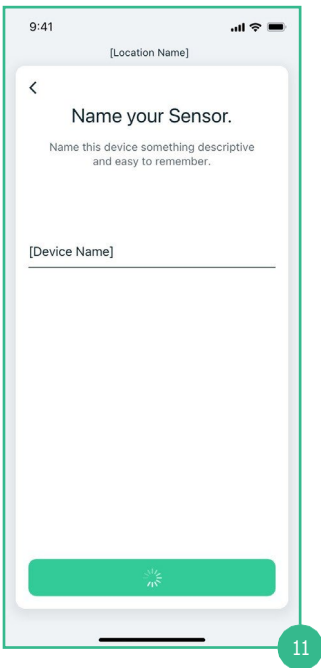 9:41
[Location Name]
Name your Sensor.
Name this device something descriptive
and easy to remember.
[Device Name]
11